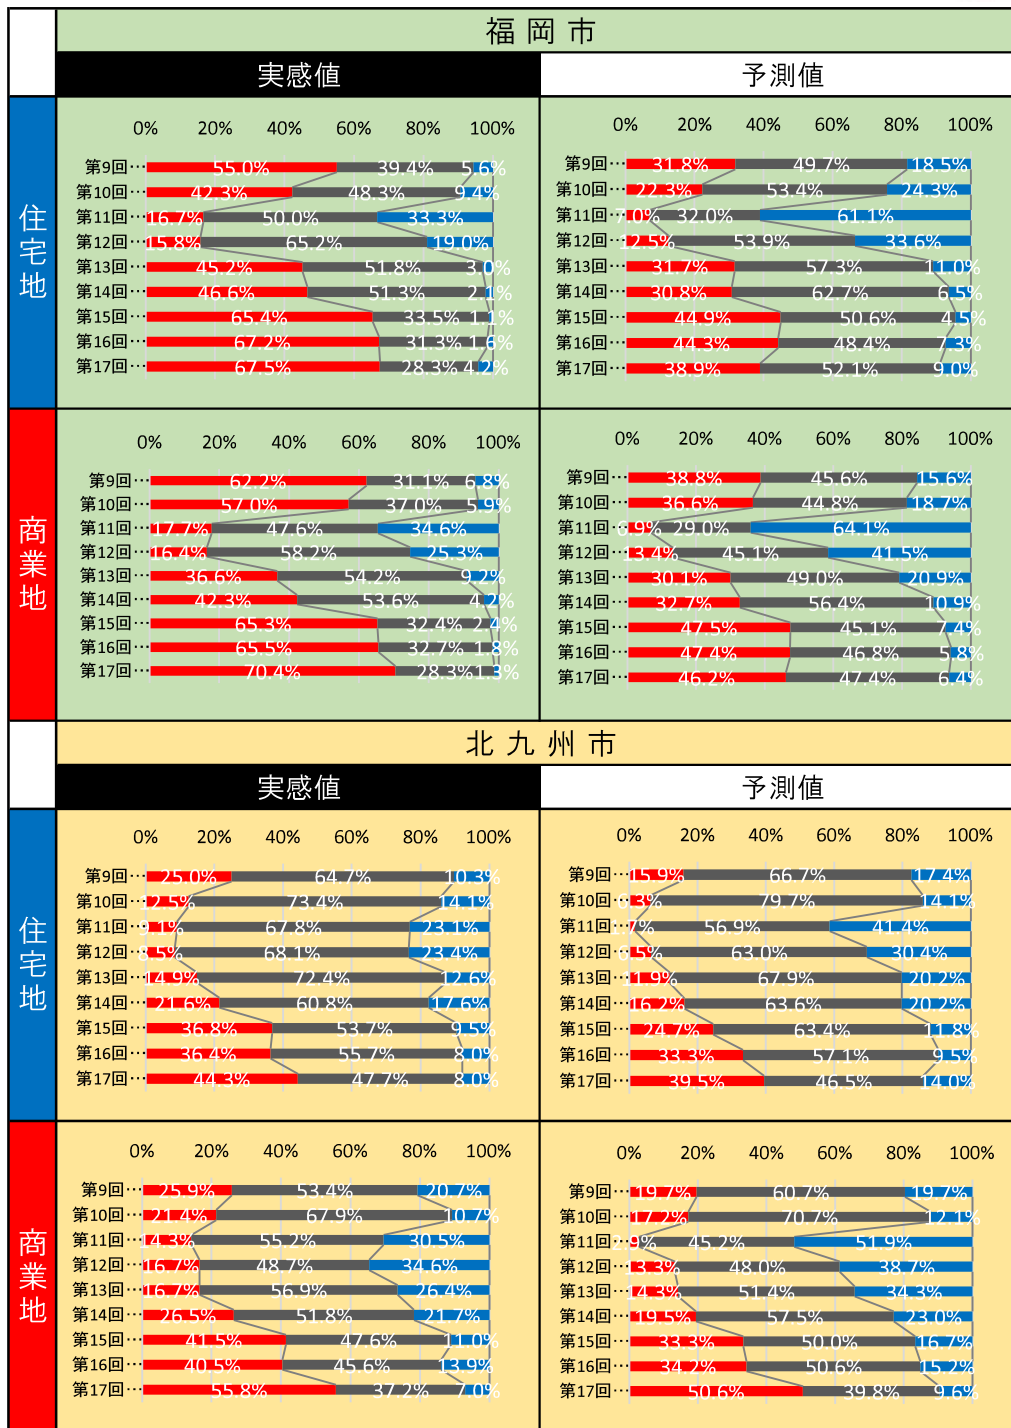 福岡市
実感値 予測値
住宅地
0% 20% 40% 60% 80% 100%
第9回… 55.0% 39.4% 5.6%
第10回… 42.3% 48.3% 9.4%
第11回… 16.7% 50.0% 33.3%
第12回… 15.8% 65.2% 19.0%
第13回… 45.2% 51.8% 3.0%
第14回… 46.6% 51.3% 2.1%
第15回… 65.4% 33.5% 1.1%
第16回… 67.2% 31.3% 1.6%
第17回… 67.5% 28.3% 4.2%
0% 20% 40% 60% 80% 100%
第9回… 31.8% 49.7% 18.5%
第10回… 22.3% 53.4% 24.3%
第11回… 7.0% 32.0% 61.1%
第12回… 12.5% 53.9% 33.6%
第13回… 31.7% 57.3% 11.0%
第14回… 30.8% 62.7% 6.5%
第15回… 44.9% 50.6% 4.5%
第16回… 44.3% 48.4% 7.3%
第17回… 38.9% 52.1% 9.0%
商業地
0% 20% 40% 60% 80% 100%
第9回… 62.2% 31.1% 6.8%
第10回… 57.0% 37.0% 5.9%
第11回… 17.7% 47.6% 34.6%
第12回… 16.4% 58.2% 25.3%
第13回… 36.6% 54.2% 9.2%
第14回… 42.3% 53.6% 4.2%
第15回… 65.3% 32.4% 2.4%
第16回… 65.5% 32.7% 1.8%
第17回… 70.4% 28.3% 1.3%
0% 20% 40% 60% 80% 100%
第9回… 38.8% 45.6% 15.6%
第10回… 36.6% 44.8% 18.7%
第11回… 6.9% 29.0% 64.1%
第12回… 13.4% 45.1% 41.5%
第13回… 30.1% 49.0% 20.9%
第14回… 32.7% 56.4% 10.9%
第15回… 47.5% 45.1% 7.4%
第16回… 47.4% 46.8% 5.8%
第17回… 46.2% 47.4% 6.4%
北九州市
実感値 予測値
住宅地
0% 20% 40% 60% 80% 100%
第9回… 25.0% 64.7% 10.3%
第10回… 12.5% 73.4% 14.1%
第11回… 9.1% 67.8% 23.1%
第12回… 8.5% 68.1% 23.4%
第13回… 14.9% 72.4% 12.6%
第14回… 21.6% 60.8% 17.6%
第15回… 36.8% 53.7% 9.5%
第16回… 36.4% 55.7% 8.0%
第17回… 44.3% 47.7% 8.0%
0% 20% 40% 60% 80% 100%
第9回… 15.9% 66.7% 17.4%
第10回… 6.3% 79.7% 14.1%
第11回… 1.7% 56.9% 41.4%
第12回… 6.5% 63.0% 30.4%
第13回… 11.9% 67.9% 20.2%
第14回… 16.2% 63.6% 20.2%
第15回… 24.7% 63.4% 11.8%
第16回… 33.3% 57.1% 9.5%
第17回… 39.5% 46.5% 14.0%
商業地
0% 20% 40% 60% 80% 100%
第9回… 25.9% 53.4% 20.7%
第10回… 21.4% 67.9% 10.7%
第11回… 14.3% 55.2% 30.5%
第12回… 16.7% 48.7% 34.6%
第13回… 16.7% 56.9% 26.4%
第14回… 26.5% 51.8% 21.7%
第15回… 41.5% 47.6% 11.0%
第16回… 40.5% 45.6% 13.9%
第17回… 55.8% 37.2% 7.0%
0% 20% 40% 60% 80% 100%
第9回… 19.7% 60.7% 19.7%
第10回… 17.2% 70.7% 12.1%
第11回… 2.9% 45.2% 51.9%
第12回… 13.3% 48.0% 38.7%
第13回… 14.3% 51.4% 34.3%
第14回… 19.5% 57.5% 23.0%
第15回… 33.3% 50.0% 16.7%
第16回… 34.2% 50.6% 15.2%
第17回… 50.6% 39.8% 9.6%